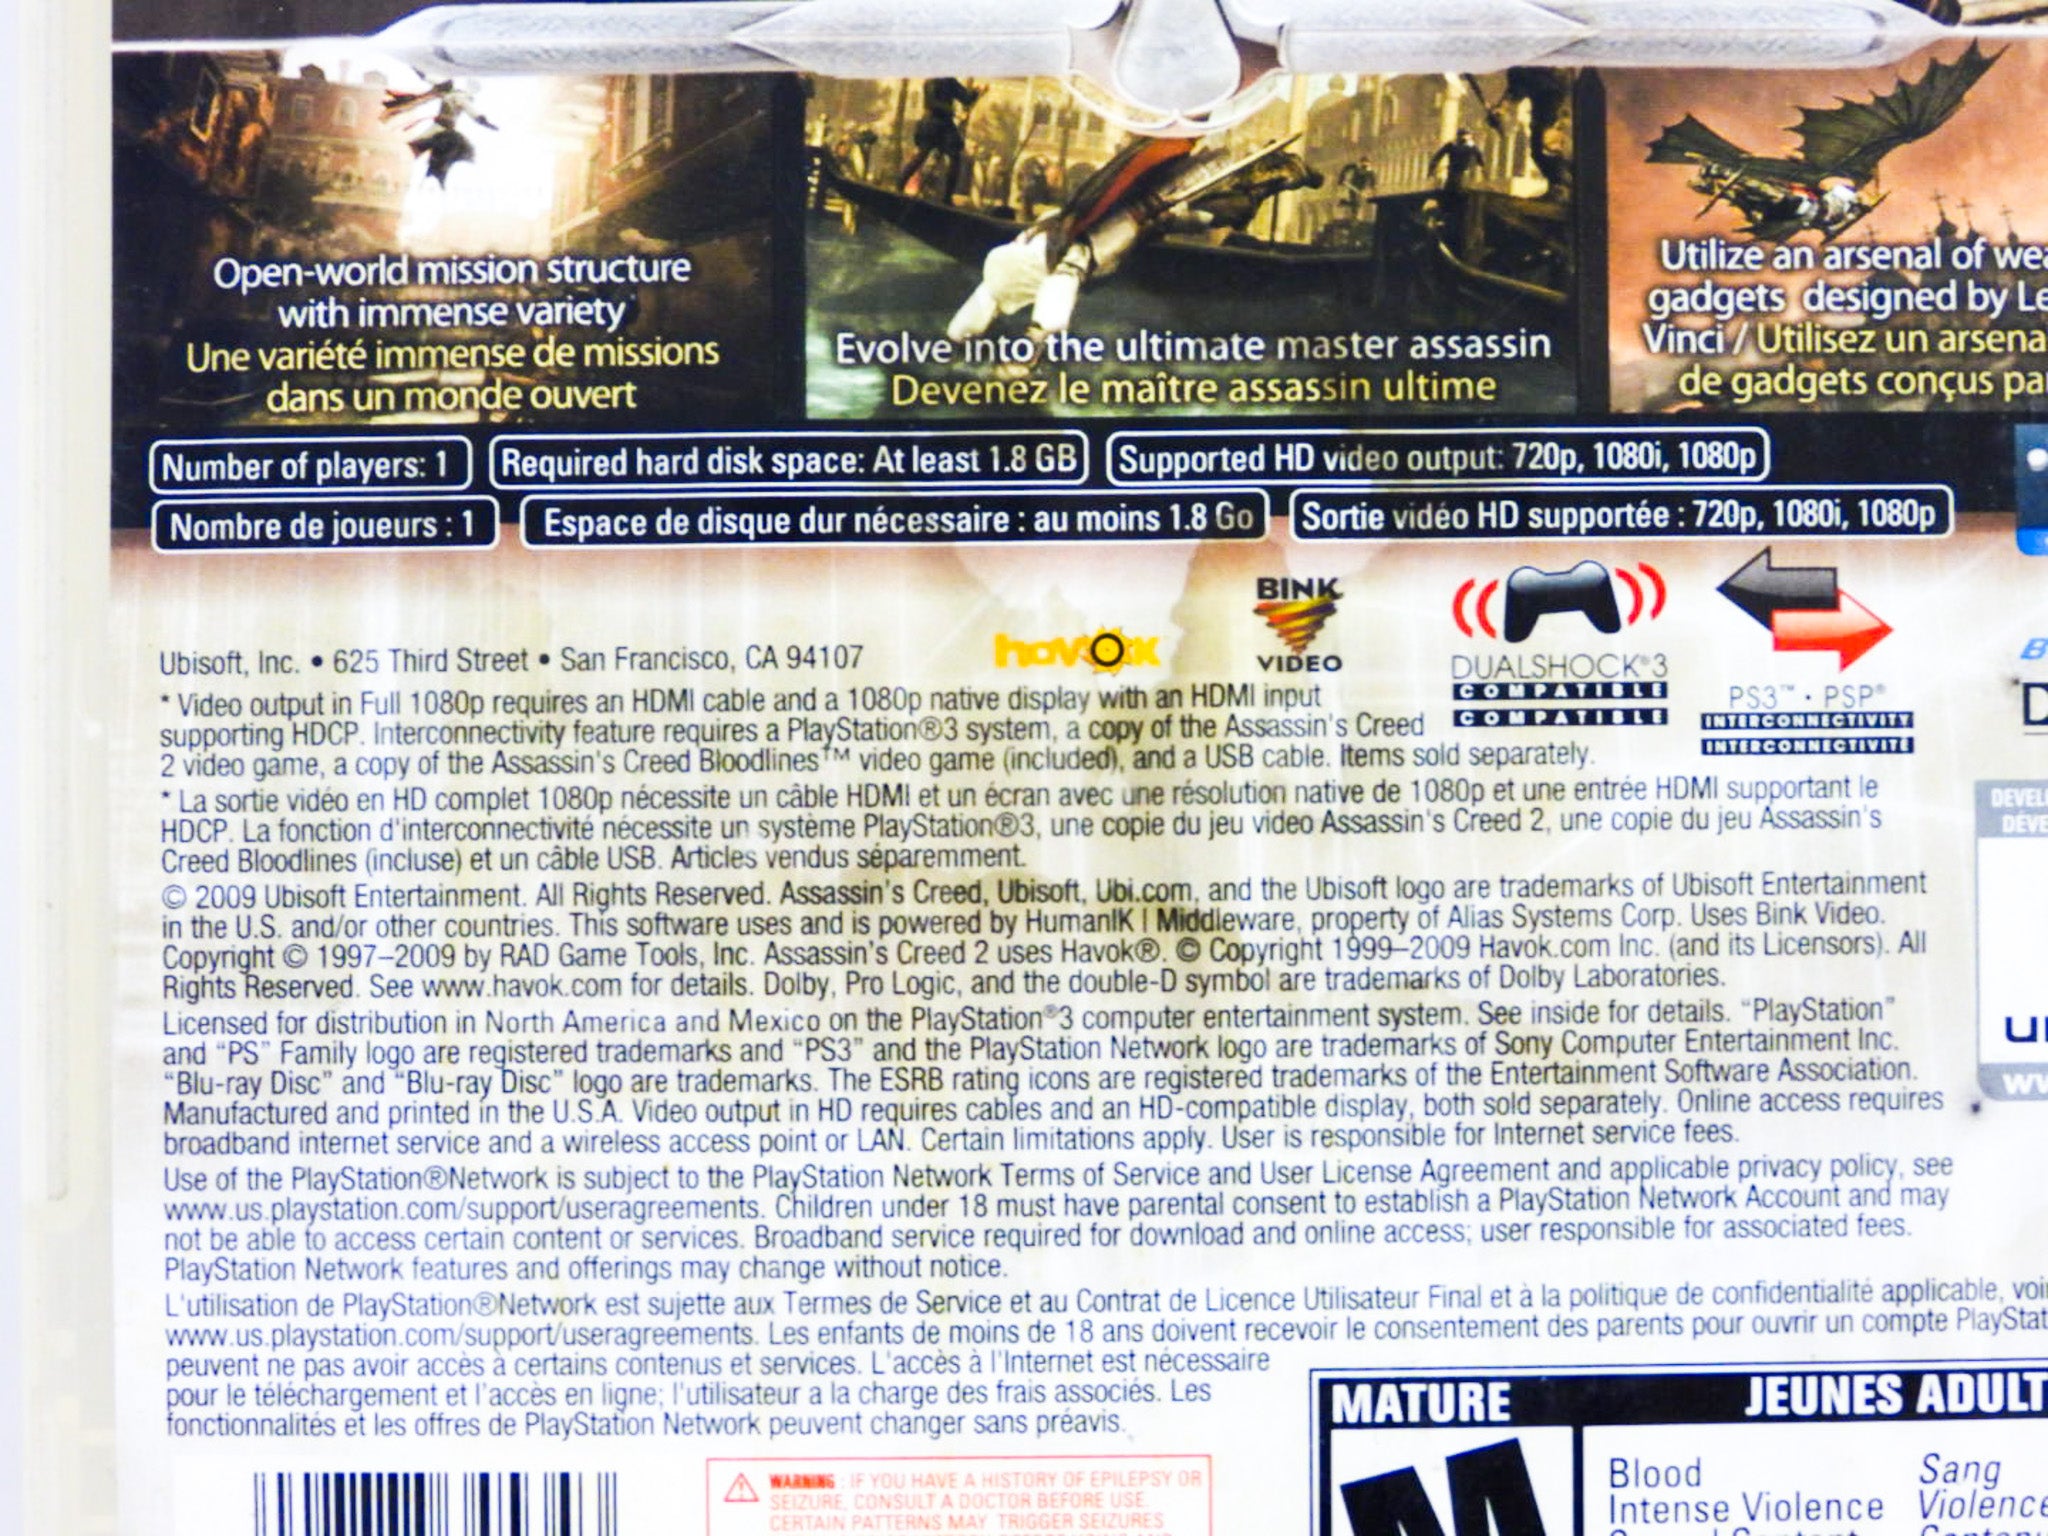 Open-world mission structure
with immense variety
Une variété immense de missions
dans un monde ouvert
Evolve into the ultimate master assassin
Devenez le maître assassin ultime
Utilize an arsenal of
gadgets designed by
Vinci / Utilisez un
de gadgets conçus
Number of players: 1
Required hard disk space: At least 1.8 GB
Supported HD video output: 720p, 1080i, 1080p
Nombre de joueurs : 1
Espace de disque dur nécessaire : au moins 1.8 Go
Sortie vidéo HD supportée : 720p, 1080i, 1080p
havok
BINK
VIDEO
DUALSHOCK®3
COMPATIBLE
COMPATIBLE
PS3™ · PSP®
INTERCONNECTIVITY
INTERCONNECTIVITÉ
Ubisoft, Inc. • 625 Third Street • San Francisco, CA 94107
* Video output in Full 1080p requires an HDMI cable and a 1080p native display with an HDMI input
supporting HDCP. Interconnectivity feature requires a PlayStation®3 system, a copy of the Assassin's Creed
2 video game, a copy of the Assassin's Creed Bloodlines™ video game (included), and a USB cable. Items sold separately.
* La sortie vidéo en HD complet 1080p nécessite un câble HDMI et un écran avec une résolution native de 1080p et une entrée HDMI supportant le
HDCP. La fonction d'interconnectivité nécessite un système PlayStation®3, une copie du jeu video Assassin's Creed 2, une copie du jeu Assassin's
Creed Bloodlines (incluse) et un câble USB. Articles vendus séparemment.
© 2009 Ubisoft Entertainment. All Rights Reserved. Assassin's Creed, Ubisoft, Ubi.com, and the Ubisoft logo are trademarks of Ubisoft Entertainment
in the U.S. and/or other countries. This software uses and is powered by HumanIK | Middleware, property of Alias Systems Corp. Uses Bink Video.
Copyright © 1997–2009 by RAD Game Tools, Inc. Assassin's Creed 2 uses Havok®. © Copyright 1999–2009 Havok.com Inc. (and its Licensors). All
Rights Reserved. See www.havok.com for details. Dolby, Pro Logic, and the double-D symbol are trademarks of Dolby Laboratories.
Licensed for distribution in North America and Mexico on the PlayStation®3 computer entertainment system. See inside for details. “PlayStation”
and “PS” Family logo are registered trademarks and “PS3” and the PlayStation Network logo are trademarks of Sony Computer Entertainment Inc.
“Blu-ray Disc” and “Blu-ray Disc” logo are trademarks. The ESRB rating icons are registered trademarks of the Entertainment Software Association.
Manufactured and printed in the U.S.A. Video output in HD requires cables and an HD-compatible display, both sold separately. Online access requires
broadband internet service and a wireless access point or LAN. Certain limitations apply. User is responsible for Internet service fees.
Use of the PlayStation®Network is subject to the PlayStation Network Terms of Service and User License Agreement and applicable privacy policy, see
www.us.playstation.com/support/useragreements. Children under 18 must have parental consent to establish a PlayStation Network Account and may
not be able to access certain content or services. Broadband service required for download and online access; user responsible for associated fees.
PlayStation Network features and offerings may change without notice.
L'utilisation de PlayStation®Network est sujette aux Termes de Service et au Contrat de Licence Utilisateur Final et à la politique de confidentialité applicable,
www.us.playstation.com/support/useragreements. Les enfants de moins de 18 ans doivent recevoir le consentement des parents pour ouvrir un compte
peuvent ne pas avoir accès à certains contenus et services. L'accès à l'Internet est nécessaire
pour le téléchargement et l'accès en ligne; l'utilisateur a la charge des frais associés. Les
fonctionnalités et les offres de PlayStation Network peuvent changer sans préavis.
MATURE
JEUNES
M
Blood
Intense Violence
Sang
Violence
WARNING : IF YOU HAVE A HISTORY OF EPILEPSY OR
SEIZURE, CONSULT A DOCTOR BEFORE USE.
CERTAIN PATTERNS MAY TRIGGER SEIZURES